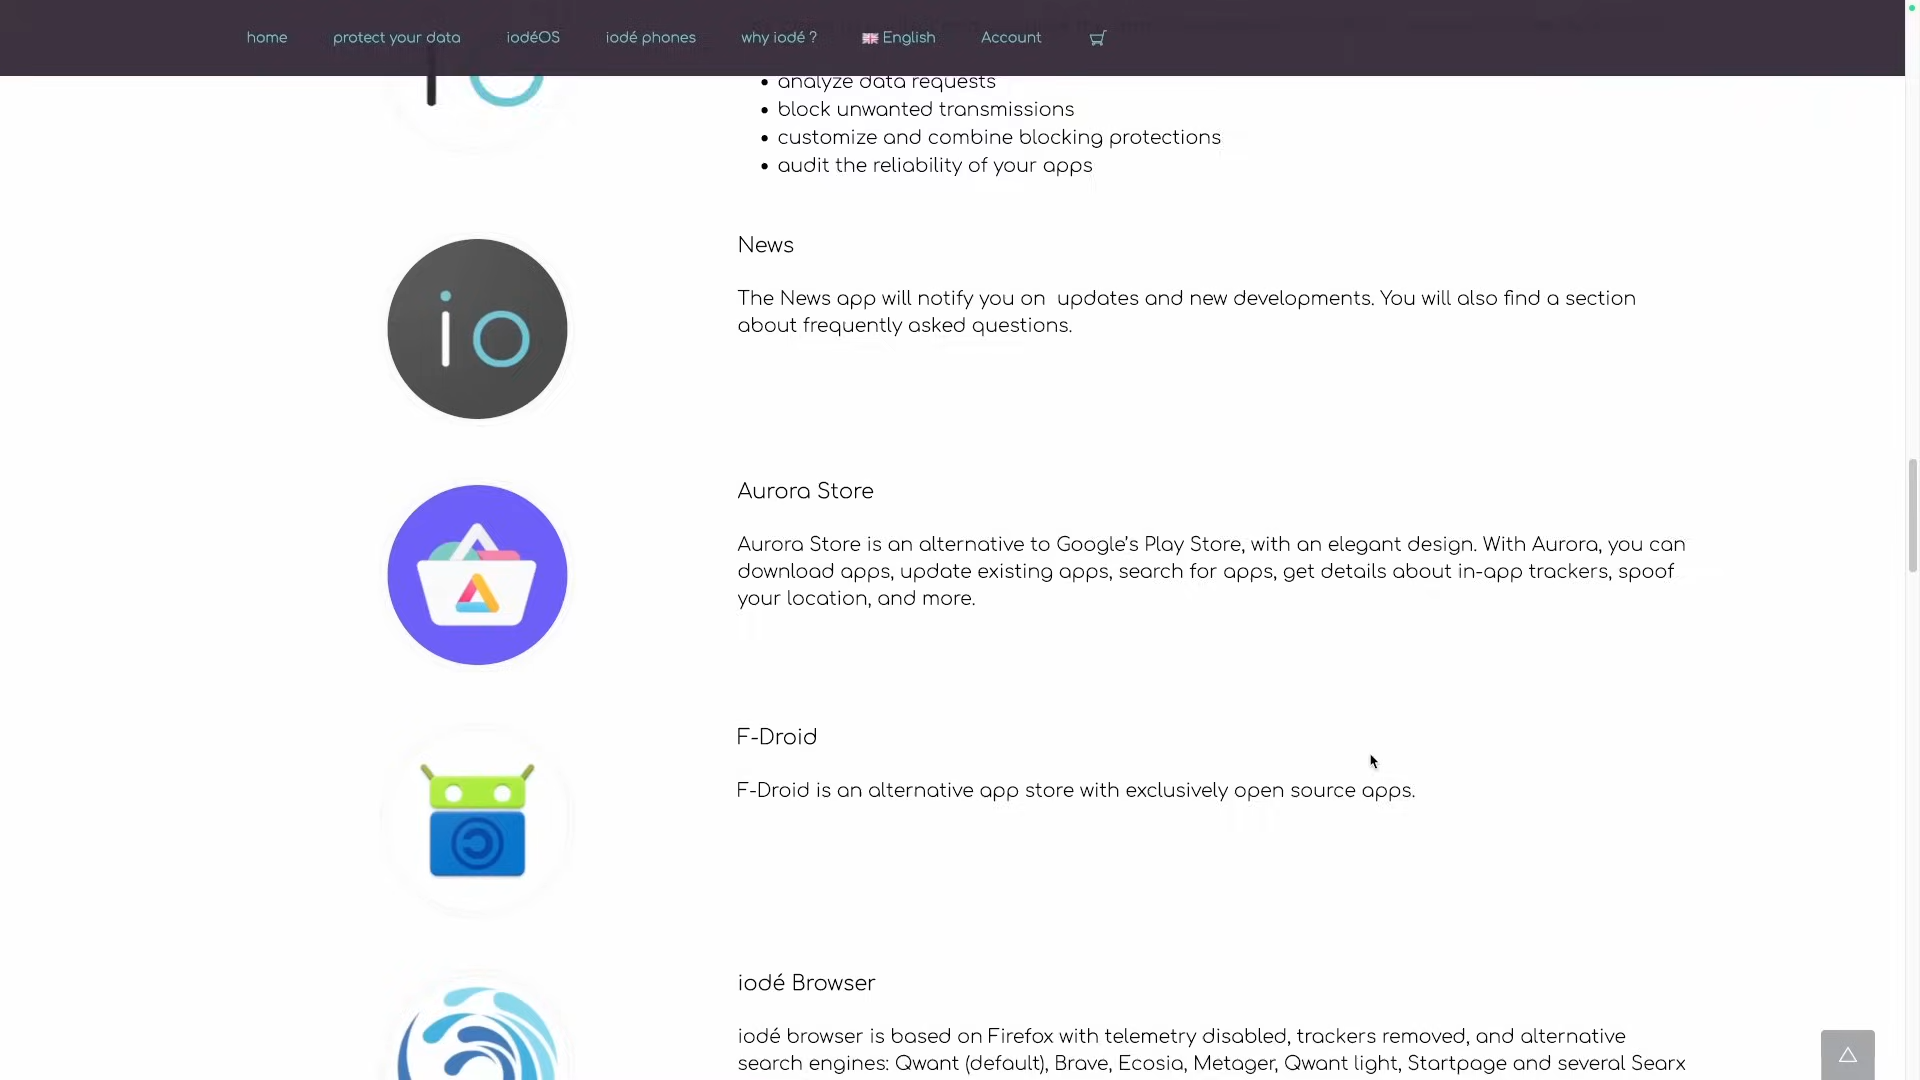 home protect your data iodéOS iodé phones why iodé ? English Account
analyze data requests
block unwanted transmissions
customize and combine blocking protections
audit the reliability of your apps
io
News
The News app will notify you on updates and new developments. You will also find a section
about frequently asked questions.
Aurora Store
Aurora Store is an alternative to Google’s Play Store, with an elegant design. With Aurora, you can
download apps, update existing apps, search for apps, get details about in-app trackers, spoof
your location, and more.
F-Droid
F-Droid is an alternative app store with exclusively open source apps.
iodé Browser
iodé browser is based on Firefox with telemetry disabled, trackers removed, and alternative
search engines: Qwant (default), Brave, Ecosia, Metager, Qwant light, Startpage and several Searx